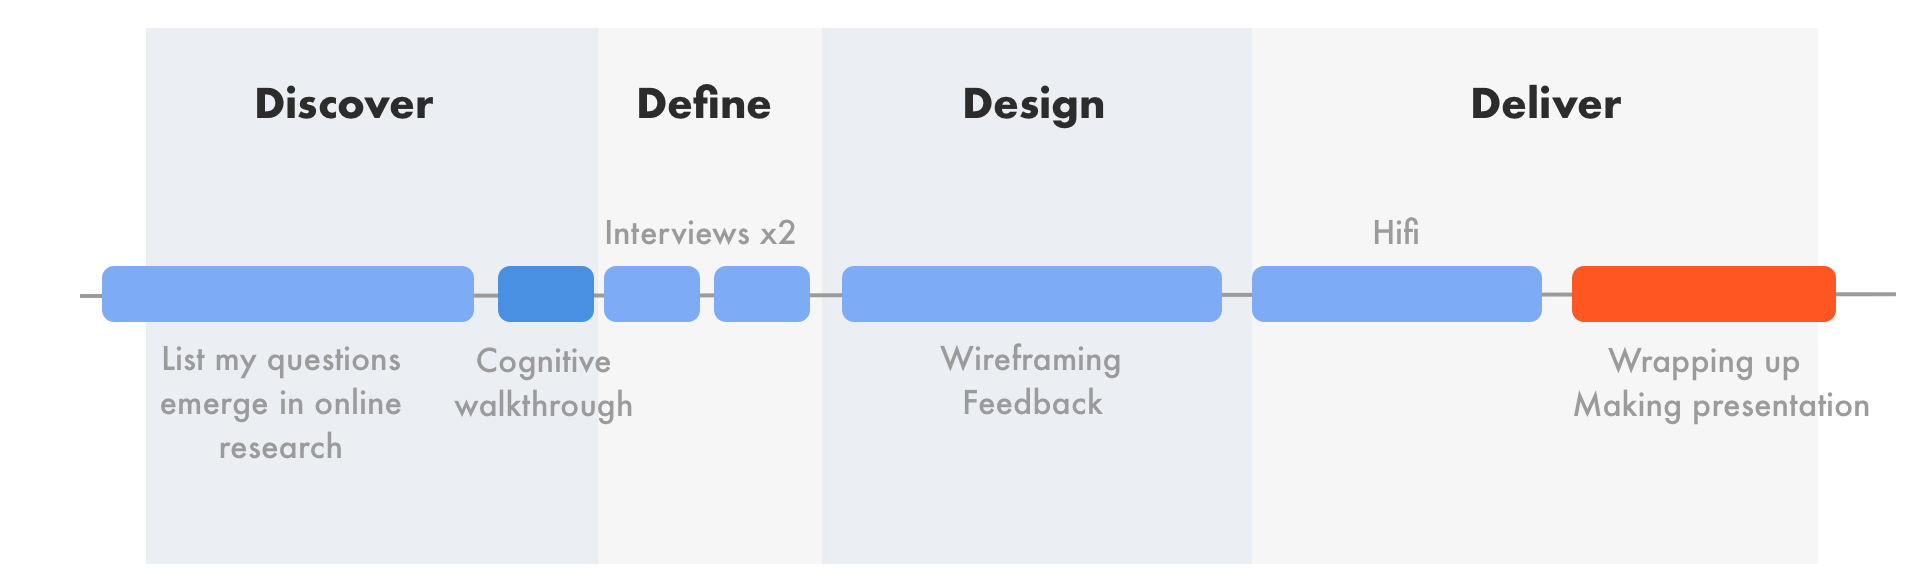 Discover
Define
Design
Deliver
Interviews x2
Hifi
List my questions
emerge in online
research
Cognitive
walkthrough
Wireframing
Feedback
Wrapping up
Making presentation